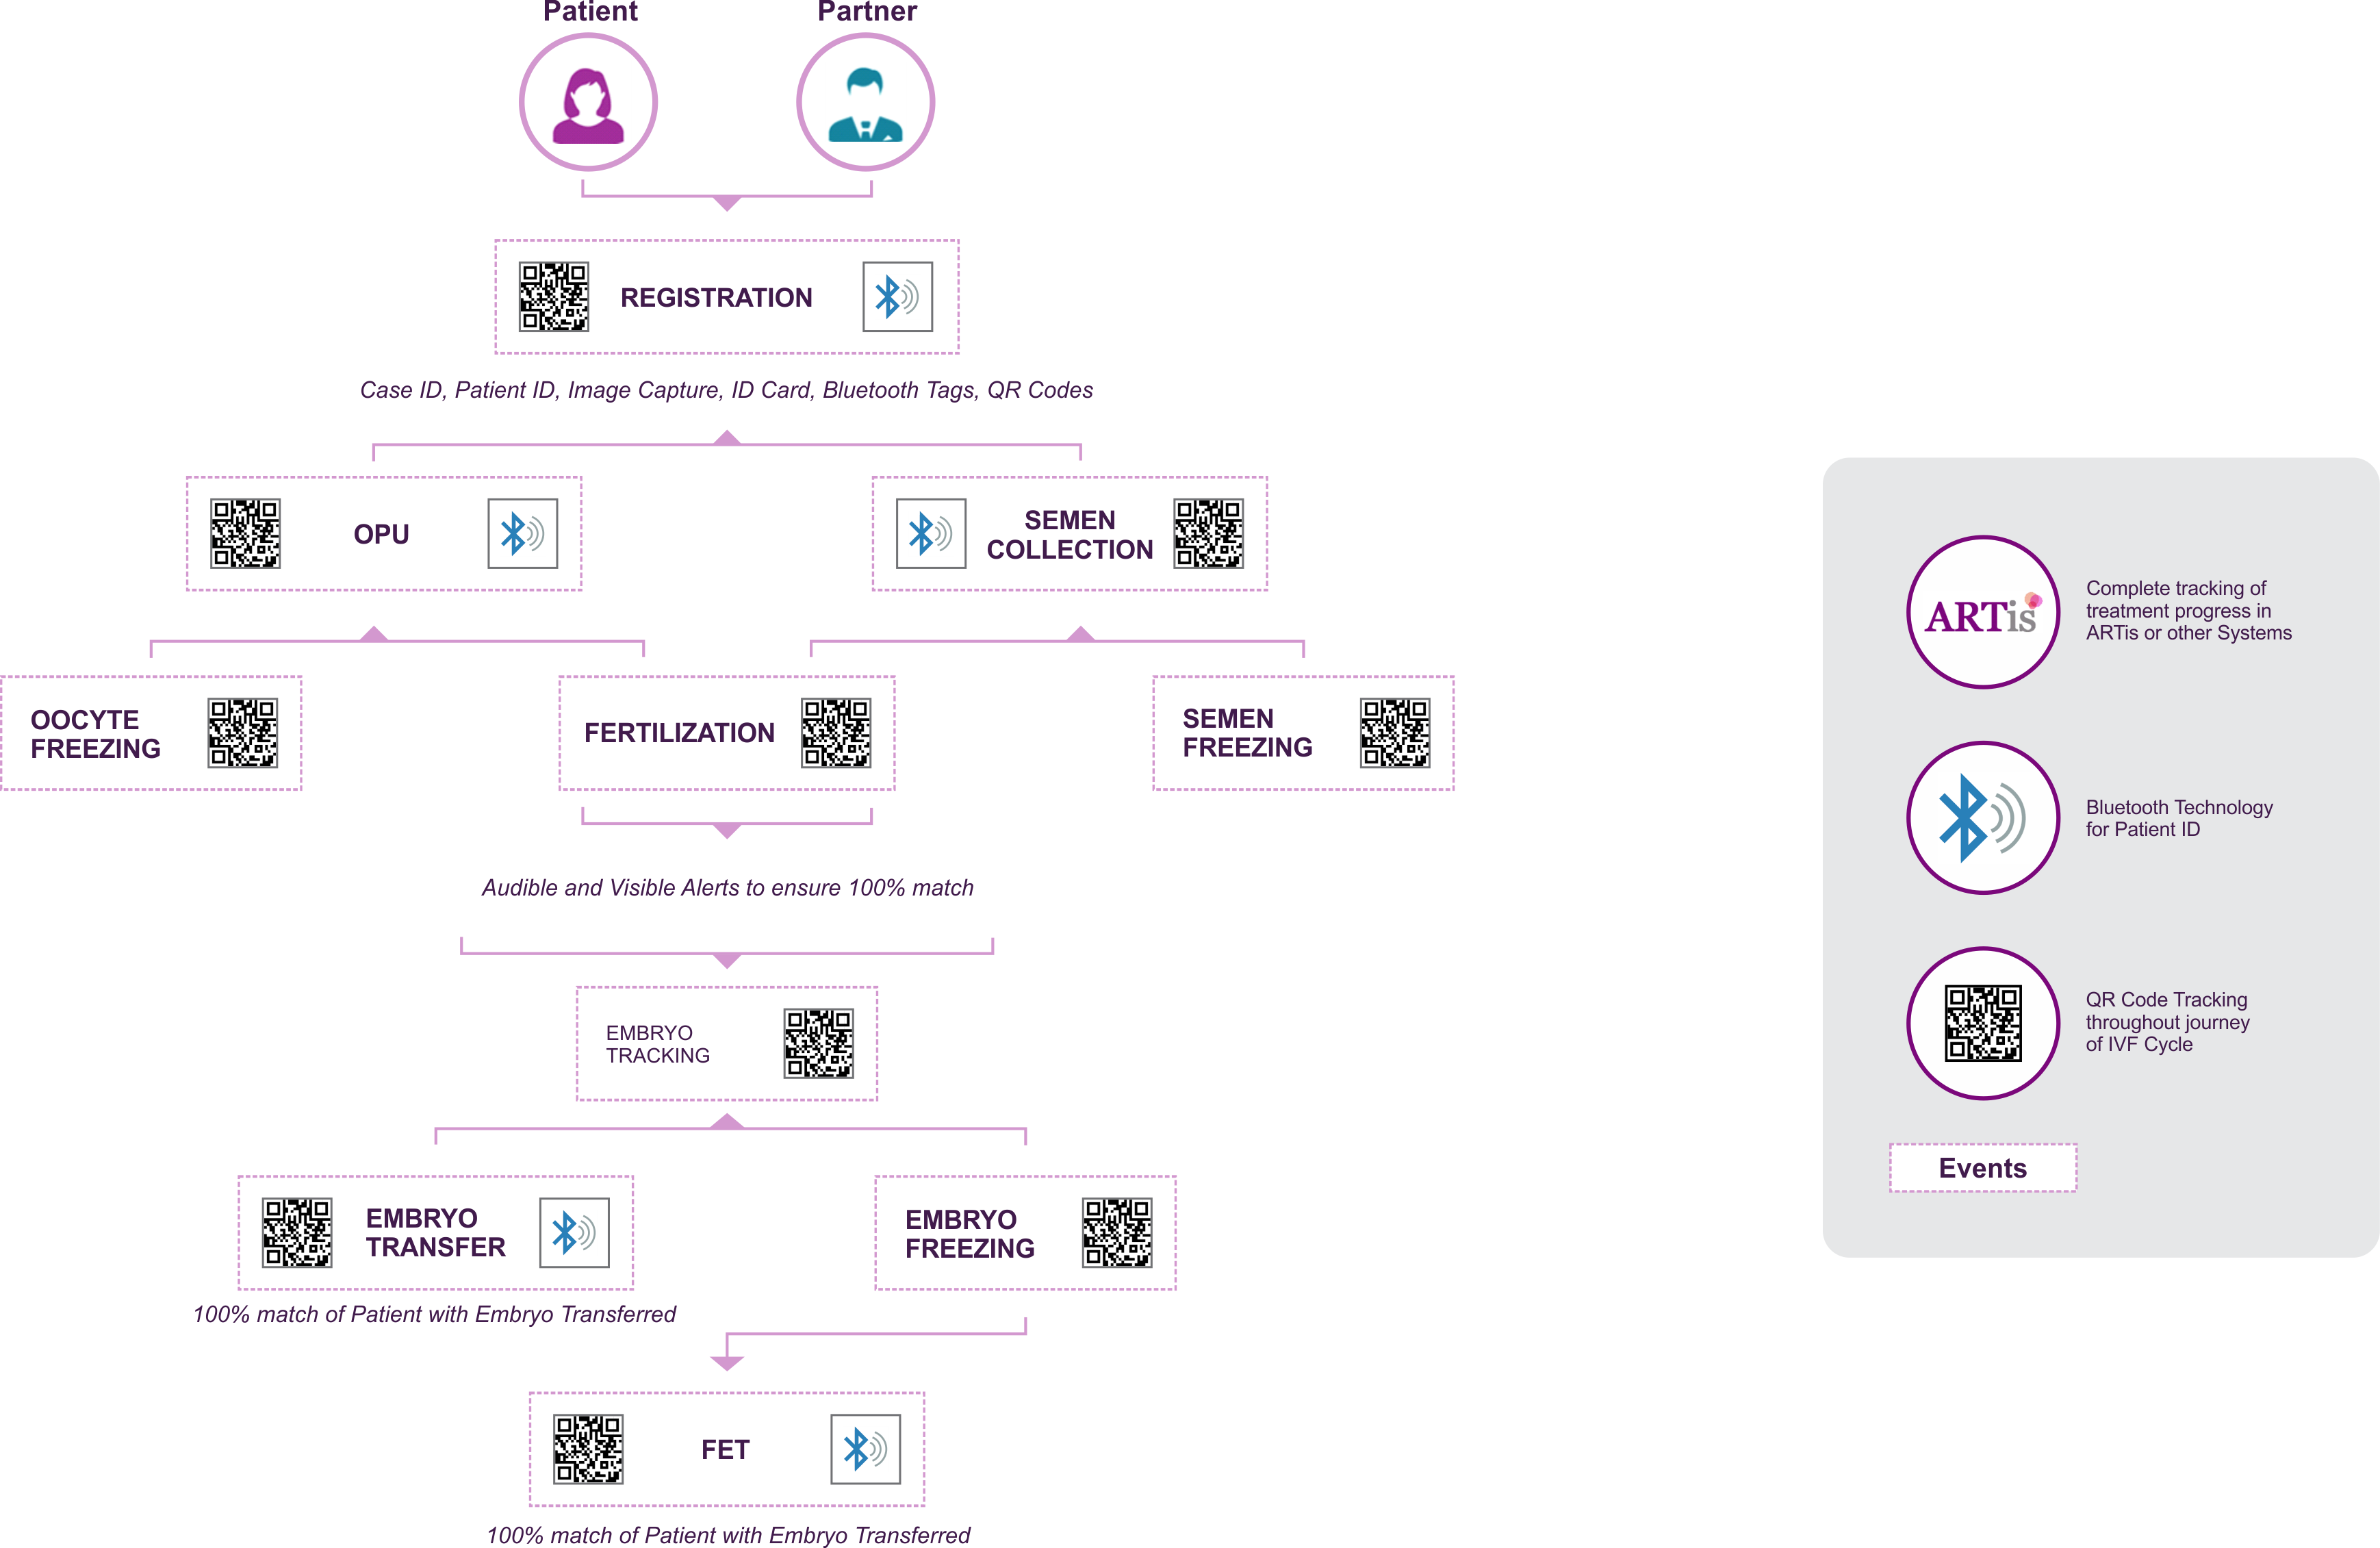 Patient
Partner
REGISTRATION
Case ID, Patient ID, Image Capture, ID Card, Bluetooth Tags, QR Codes
OPU
SEMEN
COLLECTION
OOCYTE
FREEZING
FERTILIZATION
SEMEN
FREEZING
Audible and Visible Alerts to ensure 100% match
EMBRYO
TRACKING
EMBRYO
TRANSFER
EMBRYO
FREEZING
100% match of Patient with Embryo Transferred
FET
100% match of Patient with Embryo Transferred
ARTis
Complete tracking of
treatment progress in
ARTis or other Systems
Bluetooth Technology
for Patient ID
QR Code Tracking
throughout journey
of IVF Cycle
Events